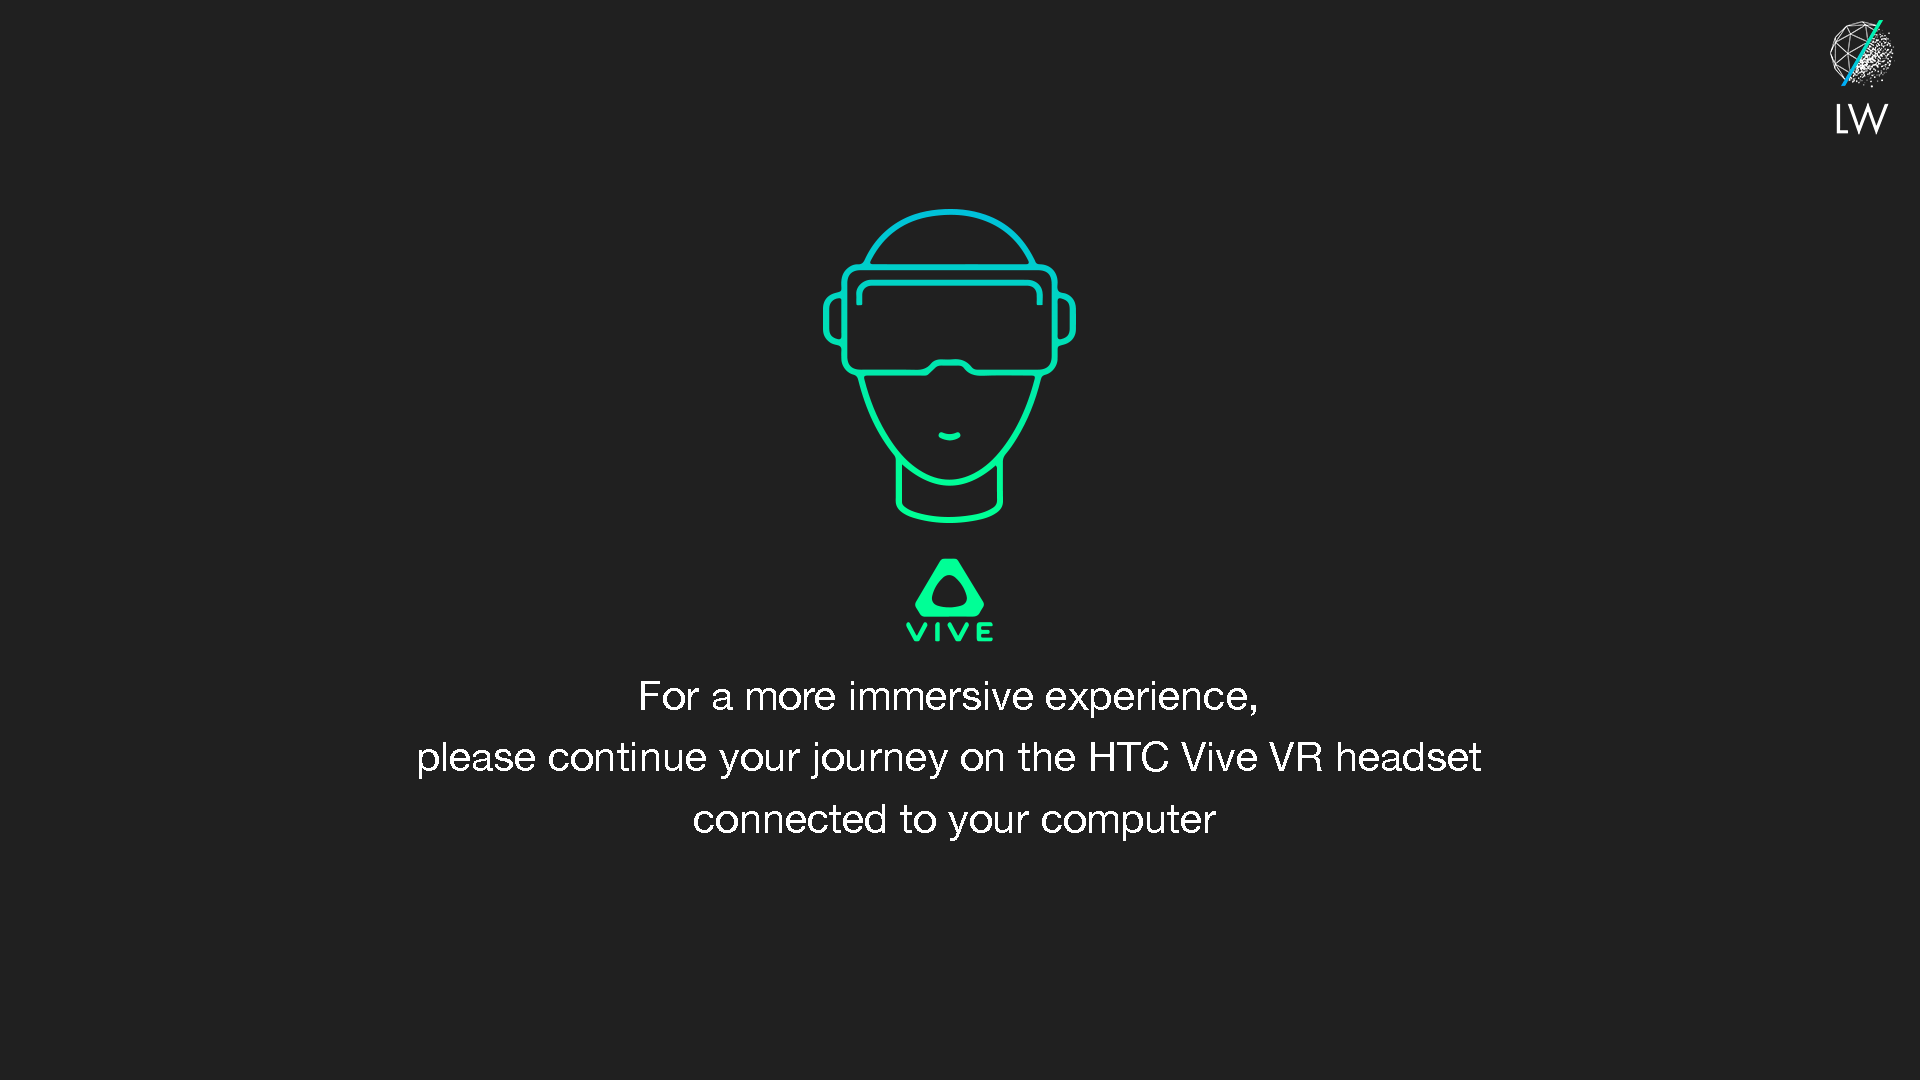 LW
VIVE
For a more immersive experience,
please continue your journey on the HTC Vive VR headset
connected to your computer